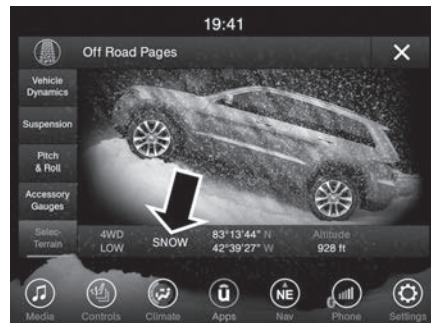 19:41
Off Road Pages
Vehicle
Dynamics
Suspension
Pitch
& Roll
Accessory
Gauges
Selec-
Terrain
4WD
LOW
SNOW
83°13'44" N
42°39'27" W
Altitude
928 ft
Media
Controls
Climate
û
Apps
NE
Nav
Phone
Settings